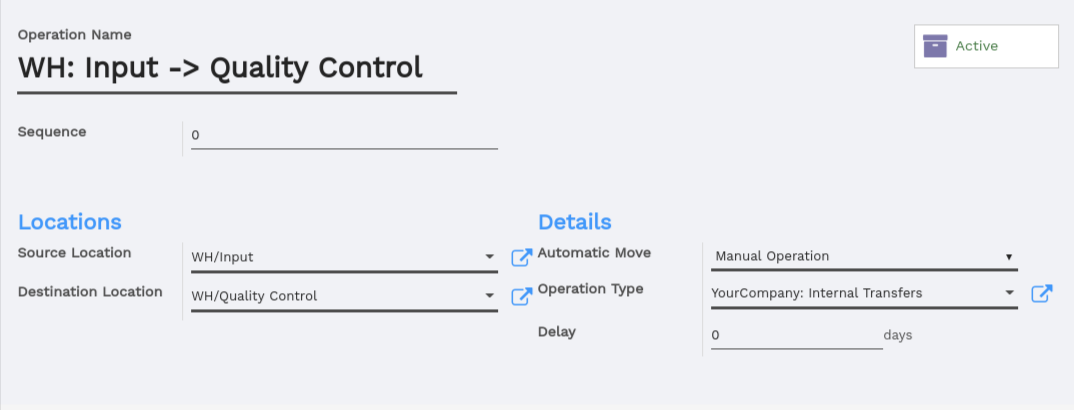 Operation Name
Active
WH: Input -> Quality Control
Sequence
0
Locations
Source Location
WH/Input
Destination Location
WH/Quality Control
Details
Automatic Move
Manual Operation
Operation Type
YourCompany: Internal Transfers
Delay
0 days